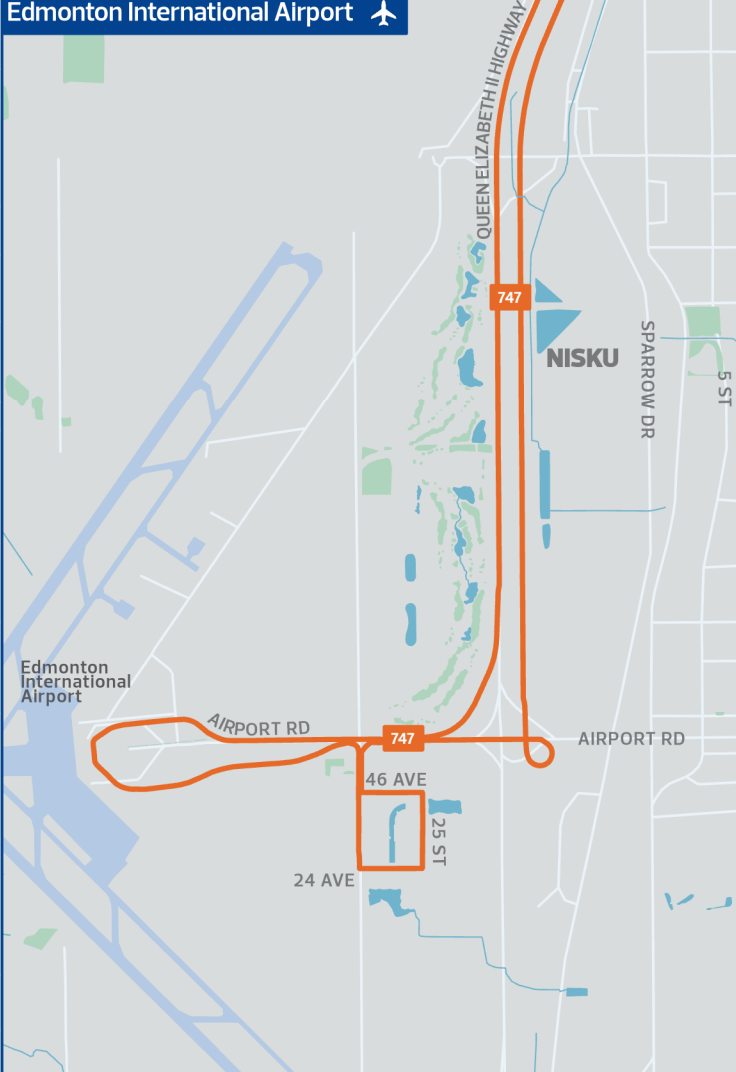 Edmonton International Airport
QUEEN ELIZABETH II HIGHWAY
747
NISKU
SPARROW DR
5 ST
Edmonton
International
Airport
AIRPORT RD
747
AIRPORT RD
46 AVE
25 ST
24 AVE